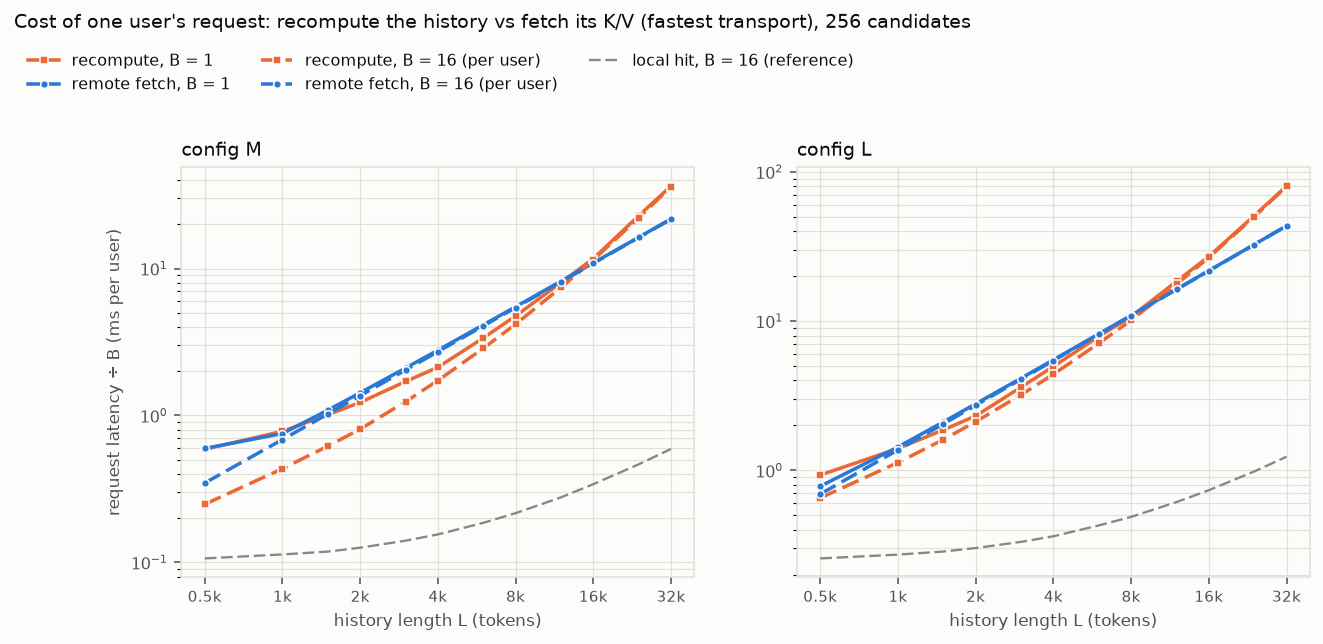 Cost of one user's request: recompute the history vs fetch its K/V (fastest transport), 256 candidates
recompute, B = 1
recompute, B = 16 (per user)
local hit, B = 16 (reference)
remote fetch, B = 1
remote fetch, B = 16 (per user)
config M
request latency ÷ B (ms per user)
10¹
10⁰
10⁻¹
0.5k 1k 2k 4k 8k 16k 32k
history length L (tokens)
config L
10²
10¹
10⁰
0.5k 1k 2k 4k 8k 16k 32k
history length L (tokens)